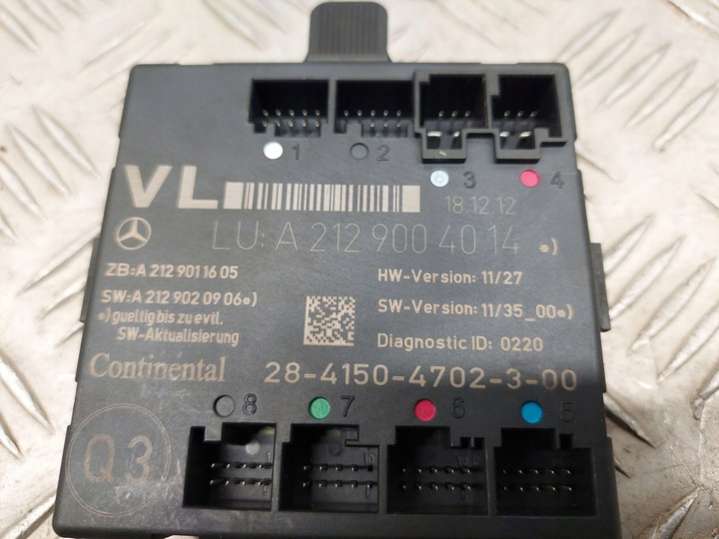 1 2 3 4
VL
18.12.12
LU: A 212 900 40 14 •)
ZB:A 212 901 16 05
HW-Version: 11/27
SW:A 212 902 09 06•)
SW-Version: 11/35_00•)
•) gueltig bis zu evtl.
SW-Aktualisierung
Diagnostic ID: 0220
Continental
28-4150-4702-3-00
8 7 6 5
Q3